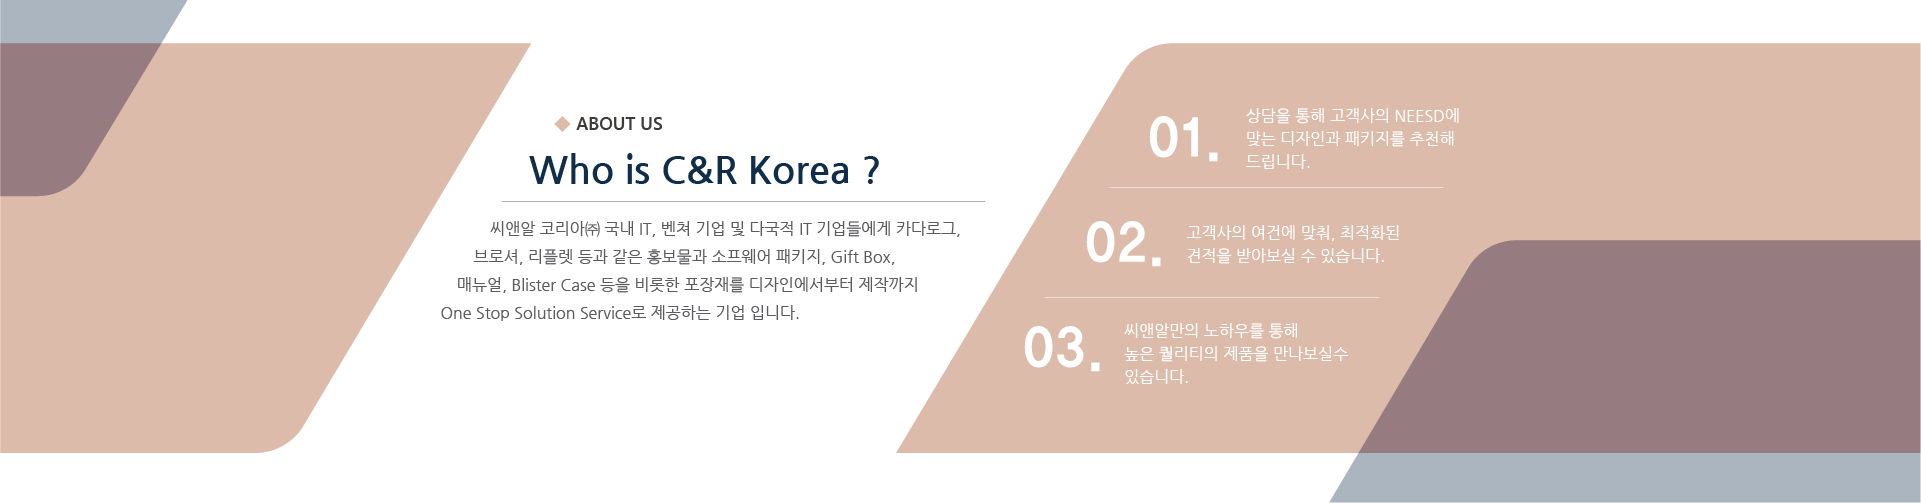 ABOUT US
Who is C&R Korea ?
씨앤알 코리아㈜ 국내 IT, 벤쳐 기업 및 다국적 IT 기업들에게 카다로그,
브로셔, 리플렛 등과 같은 홍보물과 소프웨어 패키지, Gift Box,
매뉴얼, Blister Case 등을 비롯한 포장재를 디자인에서부터 제작까지
One Stop Solution Service로 제공하는 기업 입니다.
01.
상담을 통해 고객사의 NEESD에
맞는 디자인과 패키지를 추천해
드립니다.
02.
고객사의 여건에 맞춰, 최적화된
견적을 받아보실 수 있습니다.
03.
씨앤알만의 노하우를 통해
높은 퀄리티의 제품을 만나보실수
있습니다.